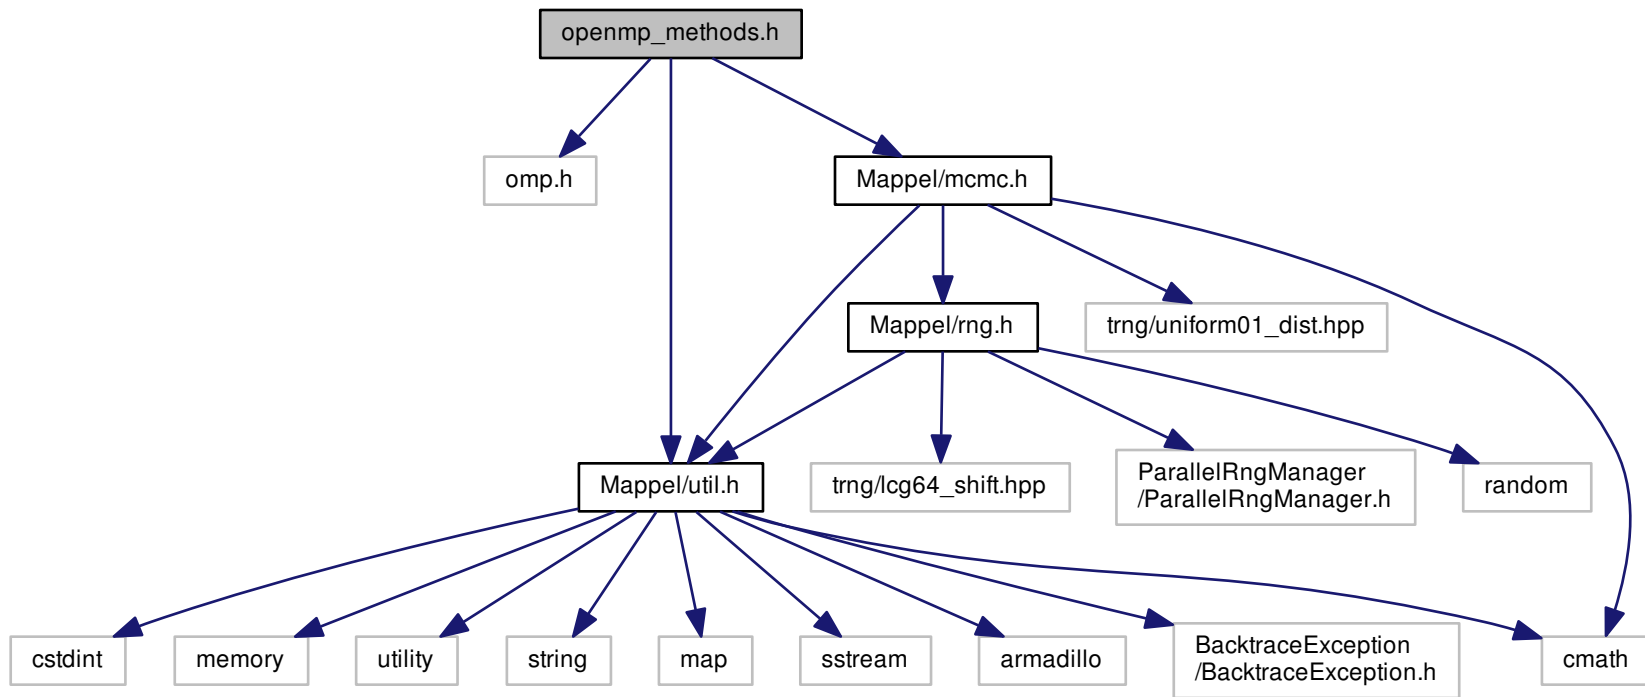 openmp_methods.h
omp.h
Mappel/mcmc.h
Mappel/rng.h
trng/uniform01_dist.hpp
Mappel/util.h
trng/lcg64_shift.hpp
ParallelRngManager
/ParallelRngManager.h
random
cstdint
memory
utility
string
map
sstream
armadillo
BacktraceException
/BacktraceException.h
cmath